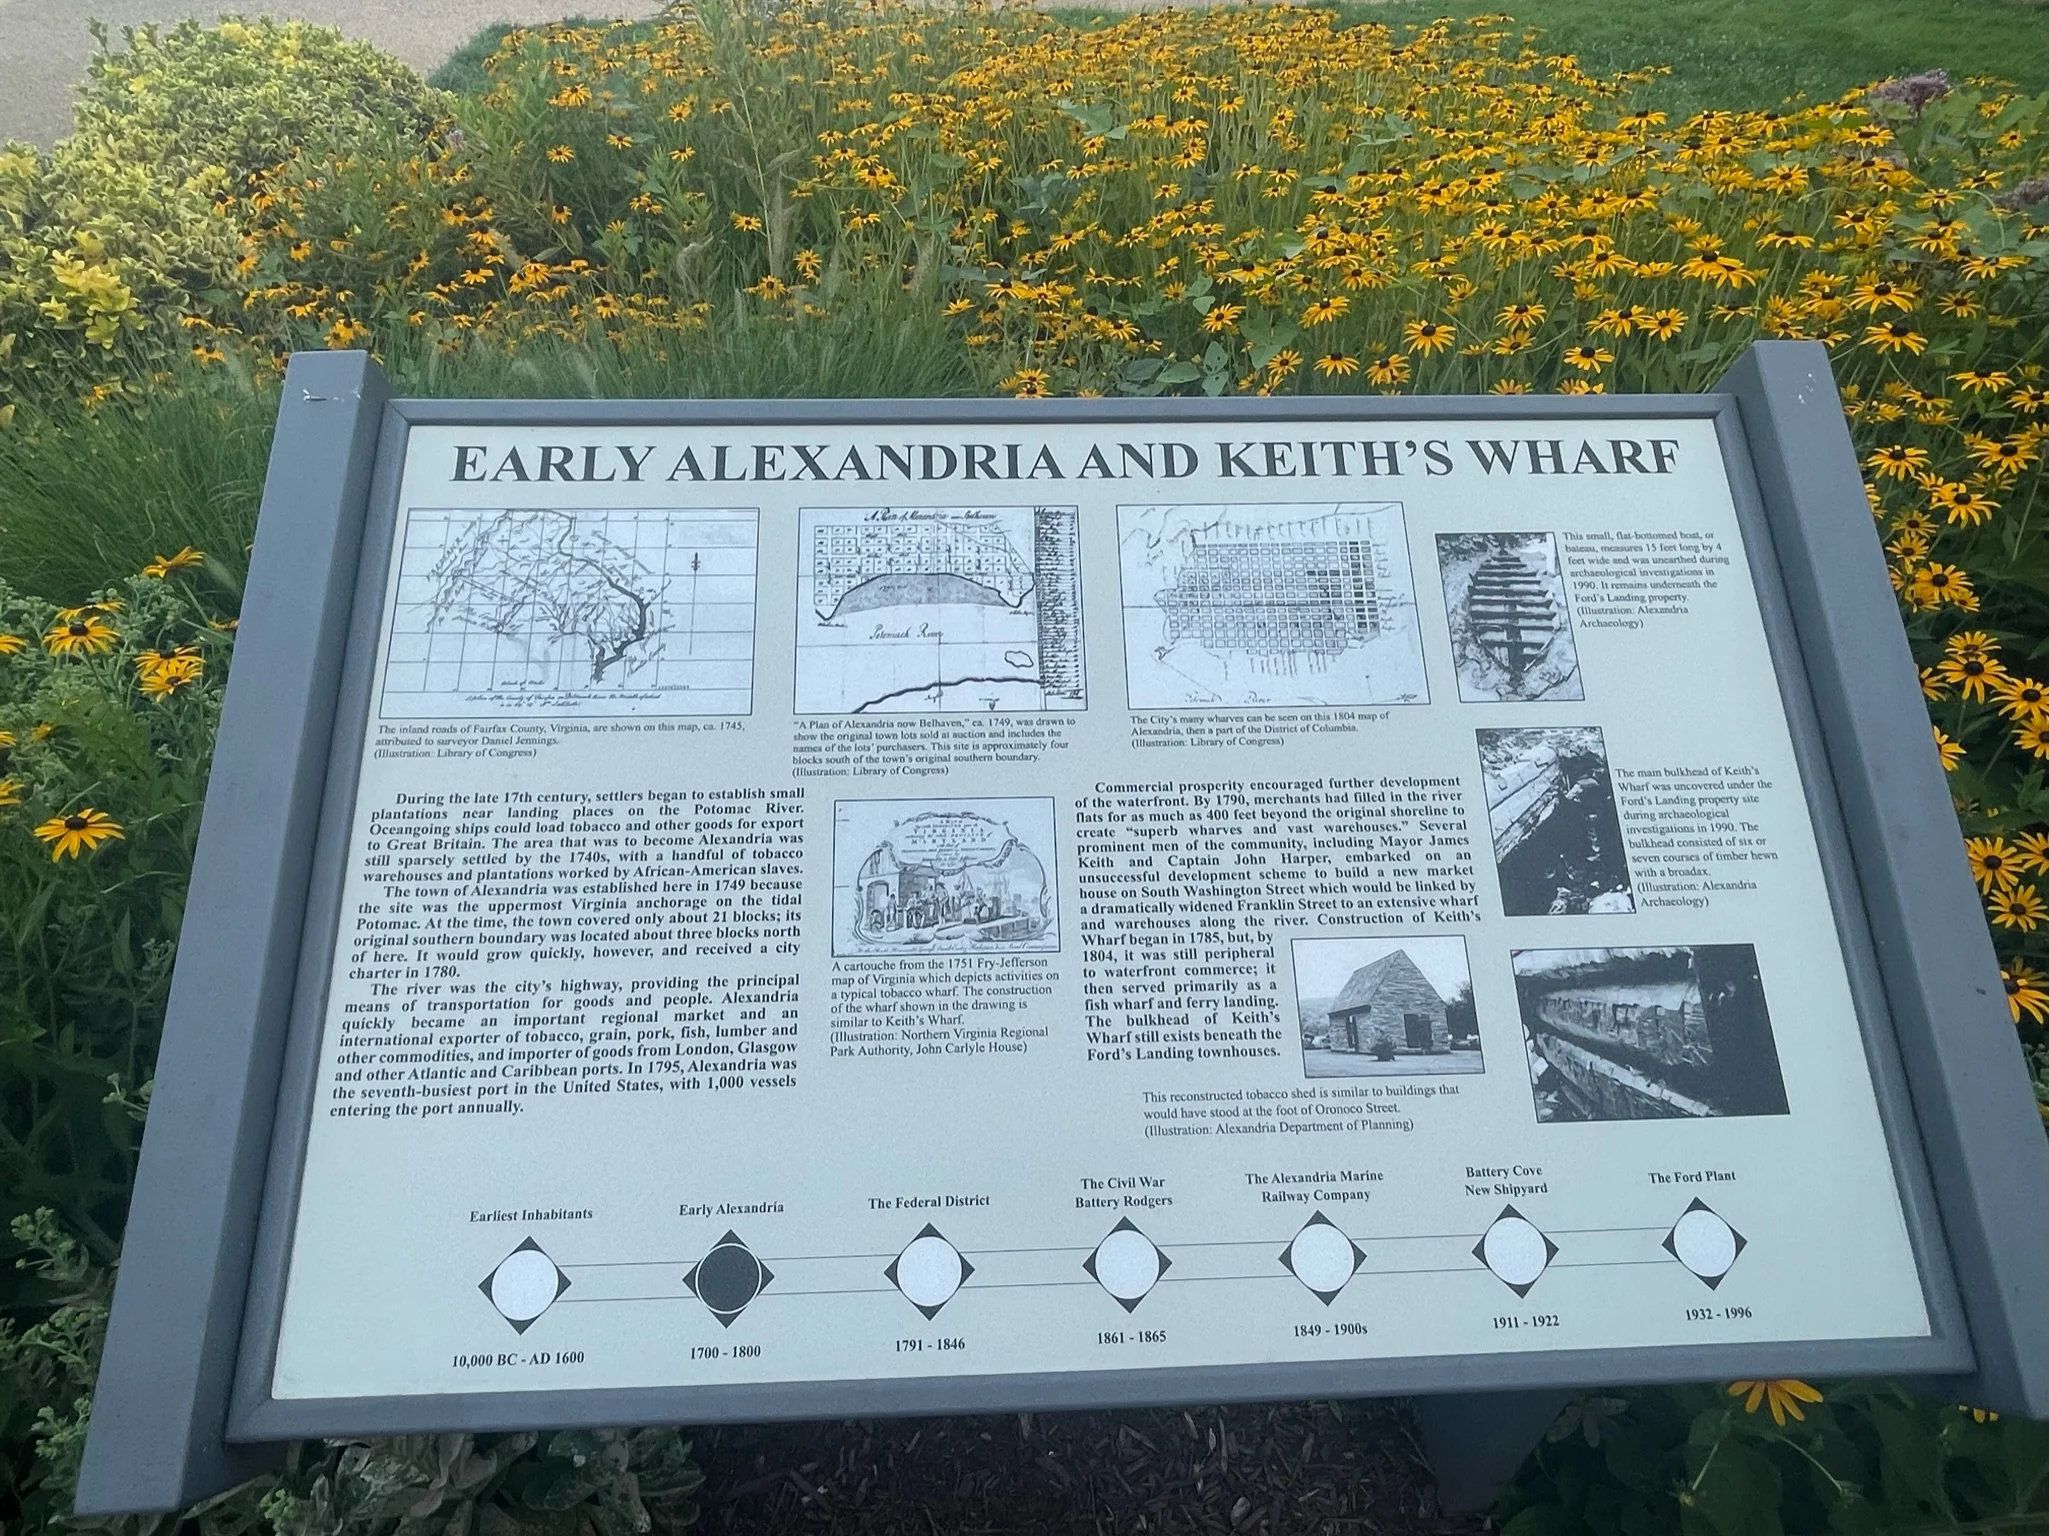 EARLY ALEXANDRIA AND KEITH'S WHARF
A Plan of Alexandria now Belhaven
Potomack River
The inland roads of Fairfax County, Virginia, are shown on this map, ca. 1745,
attributed to surveyor Daniel Jennings.
(Illustration: Library of Congress)
"A Plan of Alexandria now Belhaven," ca. 1749, was drawn to
show the original town lots sold at auction and includes the
names of the lots' purchasers. This site is approximately four
blocks south of the town's original southern boundary.
(Illustration: Library of Congress)
The City's many wharves can be seen on this 1804 map of
Alexandria, then a part of the District of Columbia.
(Illustration: Library of Congress)
This small, flat-bottomed boat, or
bateau, measures 15 feet long by 4
feet wide and was unearthed during
archaeological investigations in
1990. It remains underneath the
Ford's Landing property.
(Illustration: Alexandria
Archaeology)
During the late 17th century, settlers began to establish small
plantations near landing places on the Potomac River.
Oceangoing ships could load tobacco and other goods for export
to Great Britain. The area that was to become Alexandria was
still sparsely settled by the 1740s, with a handful of tobacco
warehouses and plantations worked by African-American slaves.
The town of Alexandria was established here in 1749 because
the site was the uppermost Virginia anchorage on the tidal
Potomac. At the time, the town covered only about 21 blocks; its
original southern boundary was located about three blocks north
of here. It would grow quickly, however, and received a city
charter in 1780.
The river was the city's highway, providing the principal
means of transportation for goods and people. Alexandria
quickly became an important regional market and an
international exporter of tobacco, grain, pork, fish, lumber and
other commodities, and importer of goods from London, Glasgow
and other Atlantic and Caribbean ports. In 1795, Alexandria was
the seventh-busiest port in the United States, with 1,000 vessels
entering the port annually.
VIRGINIA
MARYLAND
A cartouche from the 1751 Fry-Jefferson
map of Virginia which depicts activities on
a typical tobacco wharf. The construction
of the wharf shown in the drawing is
similar to Keith's Wharf.
(Illustration: Northern Virginia Regional
Park Authority, John Carlyle House)
Commercial prosperity encouraged further development
of the waterfront. By 1790, merchants had filled in the river
flats for as much as 400 feet beyond the original shoreline to
create "superb wharves and vast warehouses." Several
prominent men of the community, including Mayor James
Keith and Captain John Harper, embarked on an
unsuccessful development scheme to build a new market
house on South Washington Street which would be linked by
a dramatically widened Franklin Street to an extensive wharf
and warehouses along the river. Construction of Keith's
Wharf began in 1785, but, by
1804, it was still peripheral
to waterfront commerce; it
then served primarily as a
fish wharf and ferry landing.
The bulkhead of Keith's
Wharf still exists beneath the
Ford's Landing townhouses.
The main bulkhead of Keith's
Wharf was uncovered under the
Ford's Landing property site
during archaeological
investigations in 1990. The
bulkhead consisted of six or
seven courses of timber hewn
with a broadax.
(Illustration: Alexandria
Archaeology)
This reconstructed tobacco shed is similar to buildings that
would have stood at the foot of Oronoco Street.
(Illustration: Alexandria Department of Planning)
Earliest Inhabitants
10,000 BC - AD 1600
Early Alexandria
1700 - 1800
The Federal District
1791 - 1846
The Civil War
Battery Rodgers
1861 - 1865
The Alexandria Marine
Railway Company
1849 - 1900s
Battery Cove
New Shipyard
1911 - 1922
The Ford Plant
1932 - 1996